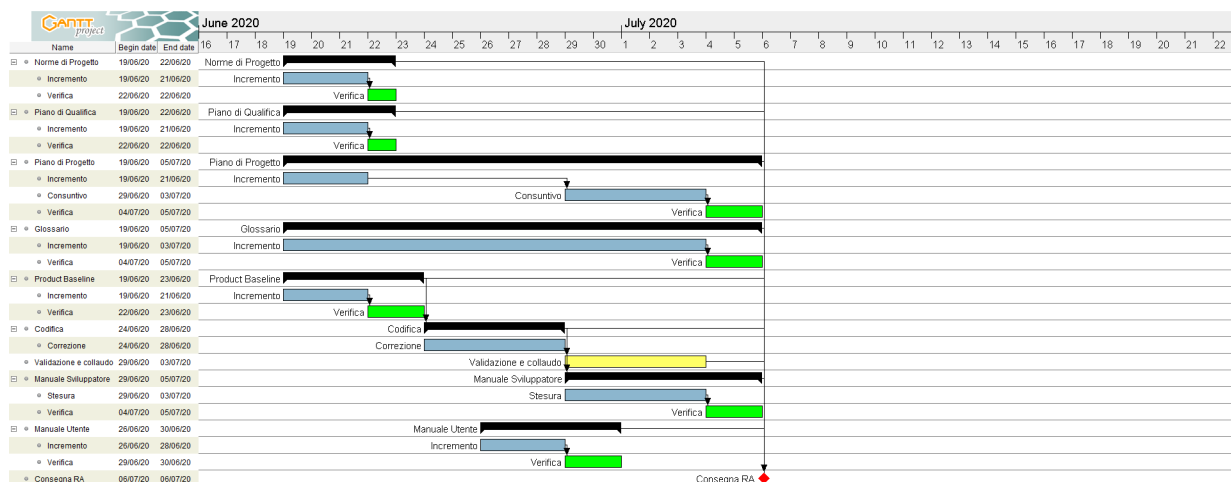 GANTT project
June 2020 July 2020
Name Begin date End date 16 17 18 19 20 21 22 23 24 25 26 27 28 29 30 1 2 3 4 5 6 7 8 9 10 11 12 13 14 15 16 17 18 19 20 21 22
Norme di Progetto 19/06/20 22/06/20 Norme di Progetto
Incremento 19/06/20 21/06/20 Incremento
Verifica 22/06/20 22/06/20 Verifica
Piano di Qualifica 19/06/20 22/06/20 Piano di Qualifica
Incremento 19/06/20 21/06/20 Incremento
Verifica 22/06/20 22/06/20 Verifica
Piano di Progetto 19/06/20 05/07/20 Piano di Progetto
Incremento 19/06/20 21/06/20 Incremento
Consuntivo 29/06/20 03/07/20 Consuntivo
Verifica 04/07/20 05/07/20 Verifica
Glossario 19/06/20 05/07/20 Glossario
Incremento 19/06/20 03/07/20 Incremento
Verifica 04/07/20 05/07/20 Verifica
Product Baseline 19/06/20 23/06/20 Product Baseline
Incremento 19/06/20 21/06/20 Incremento
Verifica 22/06/20 23/06/20 Verifica
Codifica 24/06/20 28/06/20 Codifica
Correzione 24/06/20 28/06/20 Correzione
Validazione e collaudo 29/06/20 03/07/20 Validazione e collaudo
Manuale Sviluppatore 29/06/20 05/07/20 Manuale Sviluppatore
Stesura 29/06/20 03/07/20 Stesura
Verifica 04/07/20 05/07/20 Verifica
Manuale Utente 26/06/20 30/06/20 Manuale Utente
Incremento 26/06/20 28/06/20 Incremento
Verifica 29/06/20 30/06/20 Verifica
Consegna RA 06/07/20 06/07/20 Consegna RA